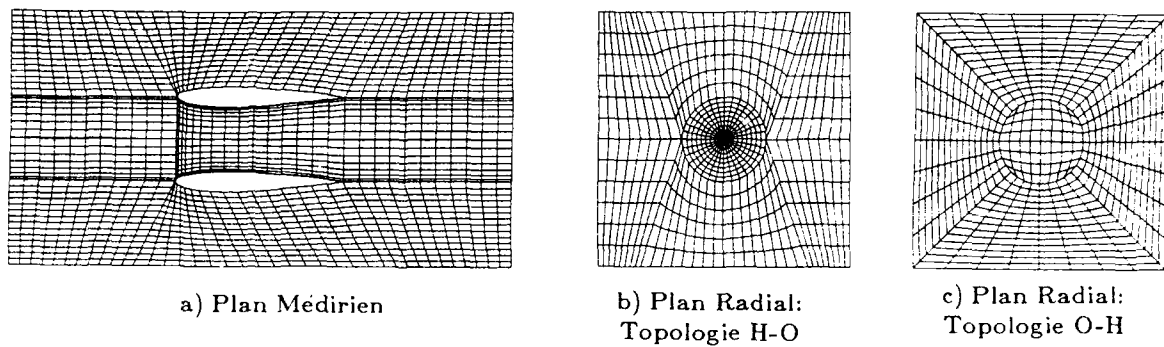 a) Plan Médirien
b) Plan Radial:
Topologie H-O
c) Plan Radial:
Topologie O-H